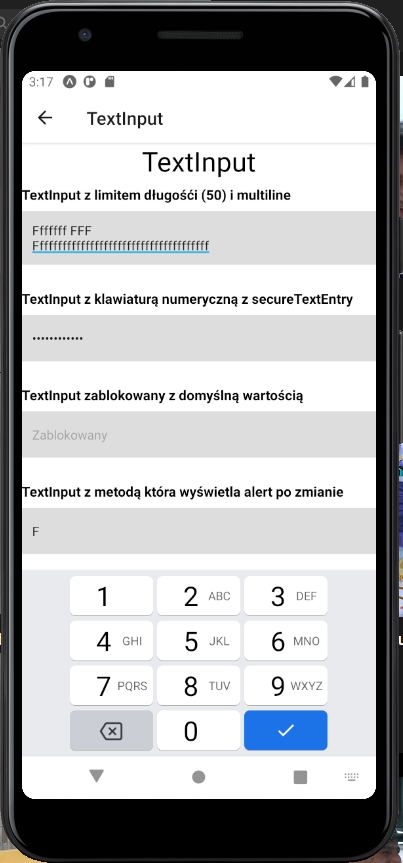 3:17
TextInput
TextInput
TextInput z limitem długośći (50) i multiline
Fffffff FFF
Ffffffffffffffffffffffffffffffffffffffff
TextInput z klawiaturą numeryczną z secureTextEntry
••••••••••••
TextInput zablokowany z domyślną wartością
Zablokowany
TextInput z metodą która wyświetla alert po zmianie
F
1
2 ABC
3 DEF
4 GHI
5 JKL
6 MNO
7 PQRS
8 TUV
9 WXYZ
0